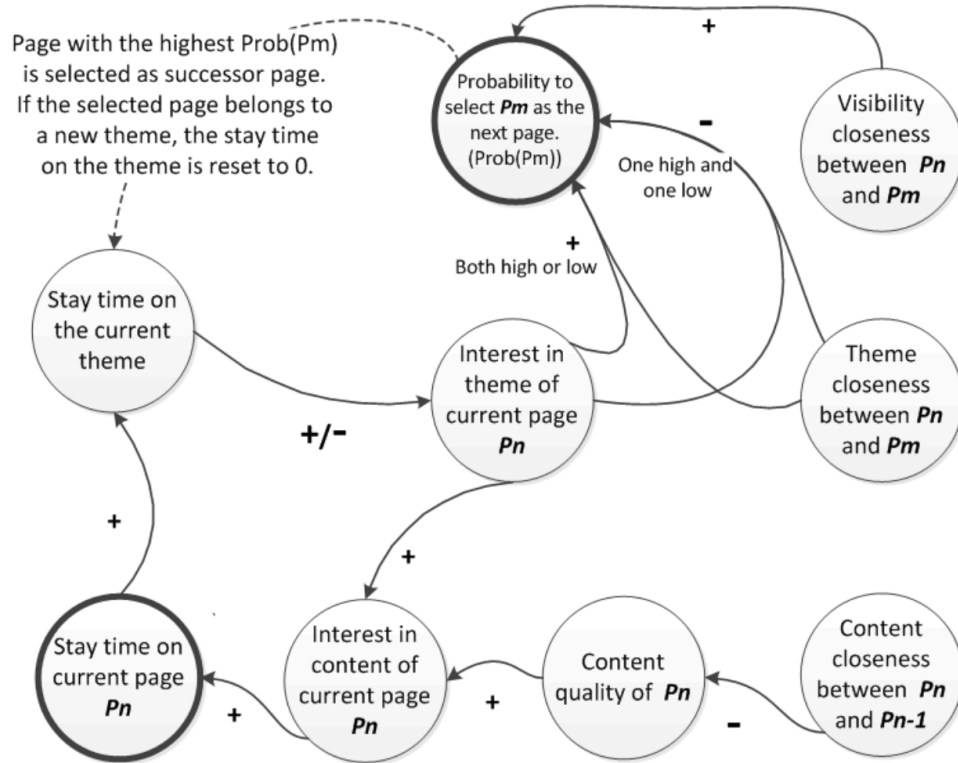 Page with the highest Prob(Pm)
is selected as successor page.
If the selected page belongs to
a new theme, the stay time
on the theme is reset to 0.
Probability to
select Pm as the
next page.
(Prob(Pm))
+
Visibility
closeness
between Pn
and Pm
-
One high and
one low
+
Both high or low
Stay time on
the current
theme
+/-
Interest in
theme of
current page
Pn
Theme
closeness
between Pn
and Pm
+
+
Stay time on
current page
Pn
+
Interest in
content of
current page
Pn
+
Content
quality of Pn
-
Content
closeness
between Pn
and Pn-1